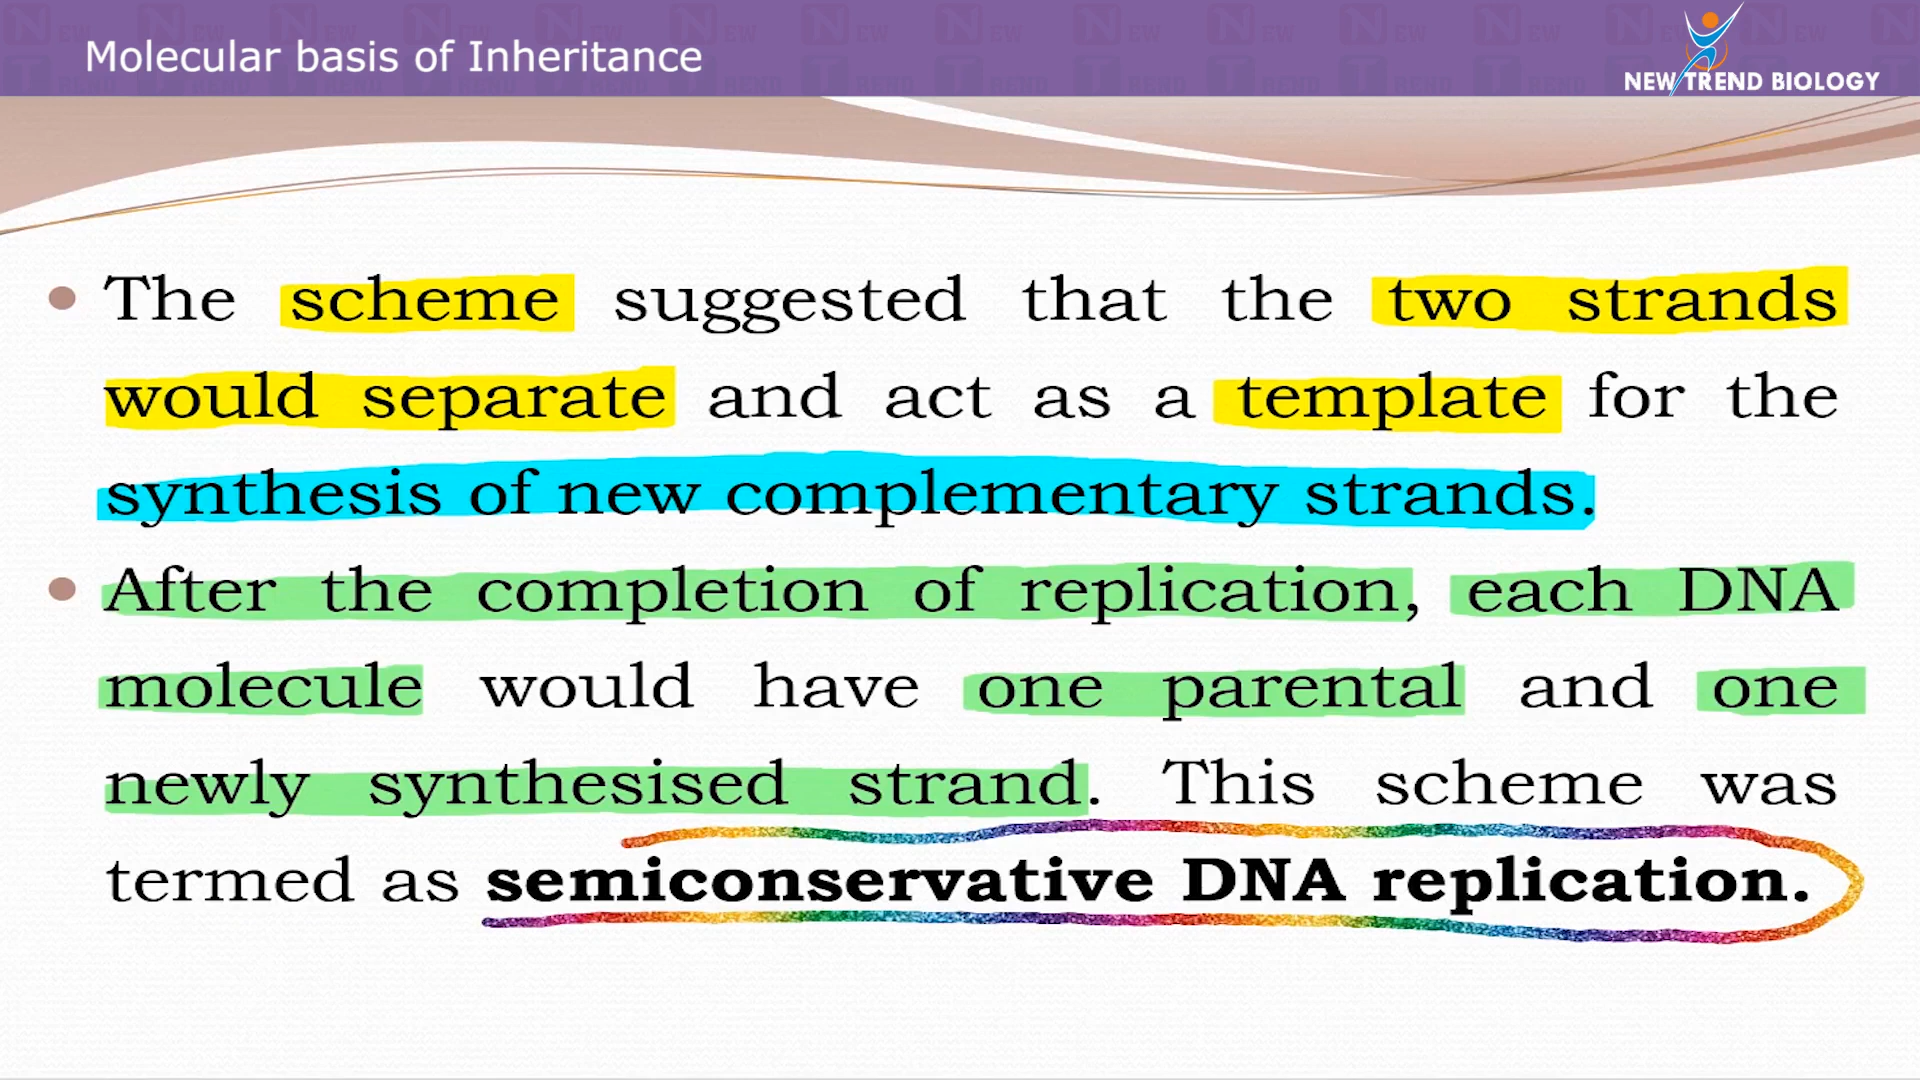 Molecular basis of Inheritance
NEW TREND BIOLOGY
• The scheme suggested that the two strands
would separate and act as a template for the
synthesis of new complementary strands.
• After the completion of replication, each DNA
molecule would have one parental and one
newly synthesised strand. This scheme was
termed as semiconservative DNA replication.